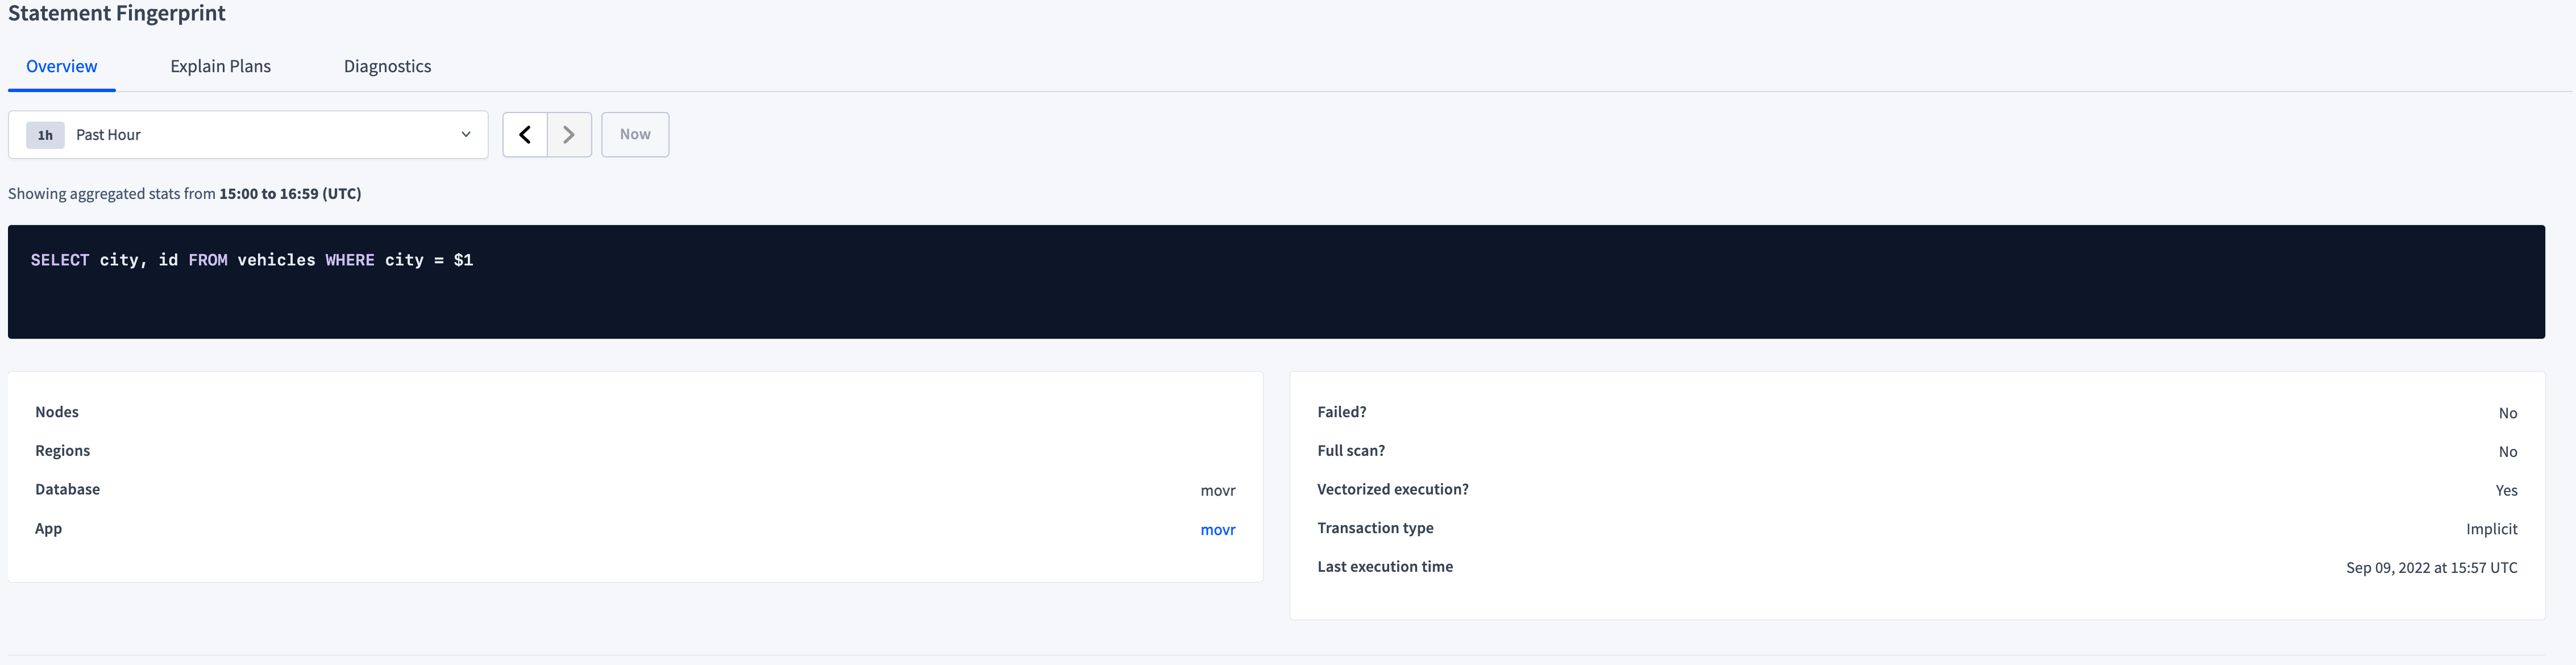 Statement Fingerprint
Overview Explain Plans Diagnostics
1h Past Hour Now
Showing aggregated stats from 15:00 to 16:59 (UTC)
SELECT city, id FROM vehicles WHERE city = $1
Nodes
Regions
Database movr
App movr
Failed? No
Full scan? No
Vectorized execution? Yes
Transaction type Implicit
Last execution time Sep 09, 2022 at 15:57 UTC